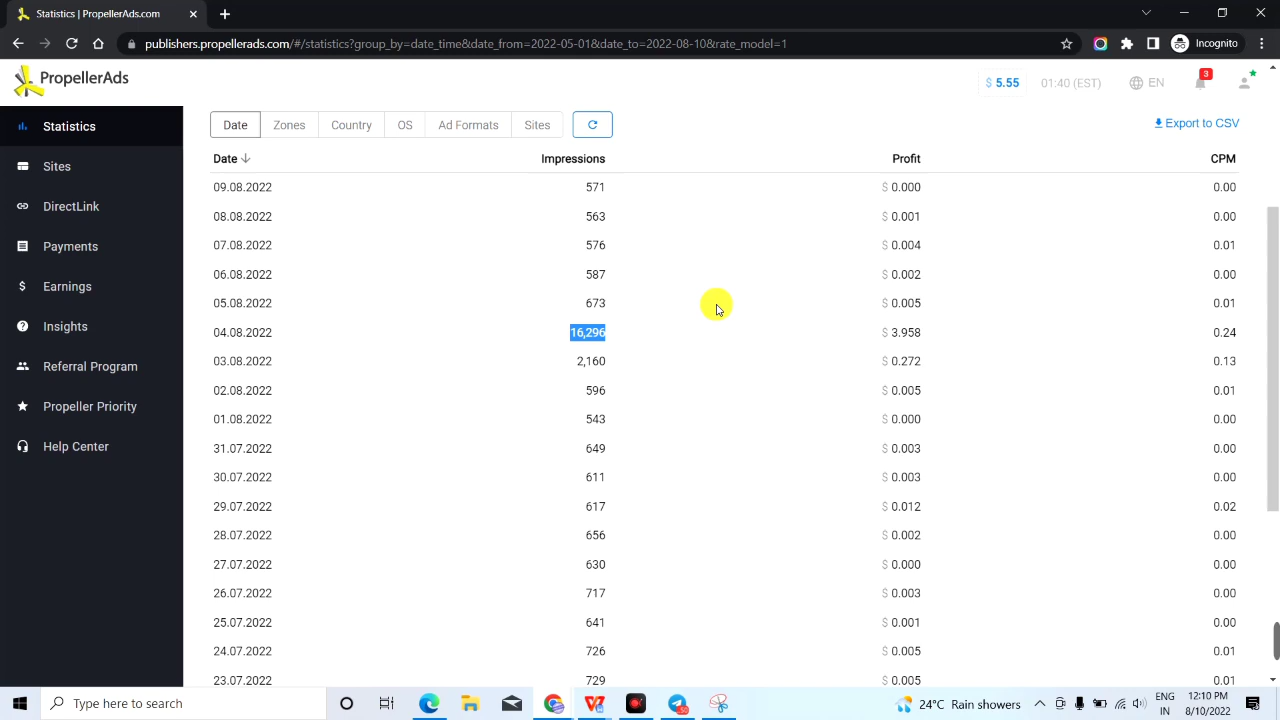 Statistics | PropellerAds.com
publishers.propellerads.com/#/statistics?group_by=date_time&date_from=2022-05-01&date_to=2022-08-10&rate_model=1
Incognito
PropellerAds
$ 5.55
01:40 (EST)
EN
3
Statistics
Sites
DirectLink
Payments
Earnings
Insights
Referral Program
Propeller Priority
Help Center
Date Zones Country OS Ad Formats Sites
Export to CSV
Date Impressions Profit CPM
09.08.2022 571 $ 0.000 0.00
08.08.2022 563 $ 0.001 0.00
07.08.2022 576 $ 0.004 0.01
06.08.2022 587 $ 0.002 0.00
05.08.2022 673 $ 0.005 0.01
04.08.2022 16,296 $ 3.958 0.24
03.08.2022 2,160 $ 0.272 0.13
02.08.2022 596 $ 0.005 0.01
01.08.2022 543 $ 0.000 0.00
31.07.2022 649 $ 0.003 0.00
30.07.2022 611 $ 0.003 0.00
29.07.2022 617 $ 0.012 0.02
28.07.2022 656 $ 0.002 0.00
27.07.2022 630 $ 0.000 0.00
26.07.2022 717 $ 0.003 0.00
25.07.2022 641 $ 0.001 0.00
24.07.2022 726 $ 0.005 0.01
23.07.2022 729 $ 0.005 0.01
Type here to search
24°C Rain showers
ENG
IN
12:10 PM
8/10/2022